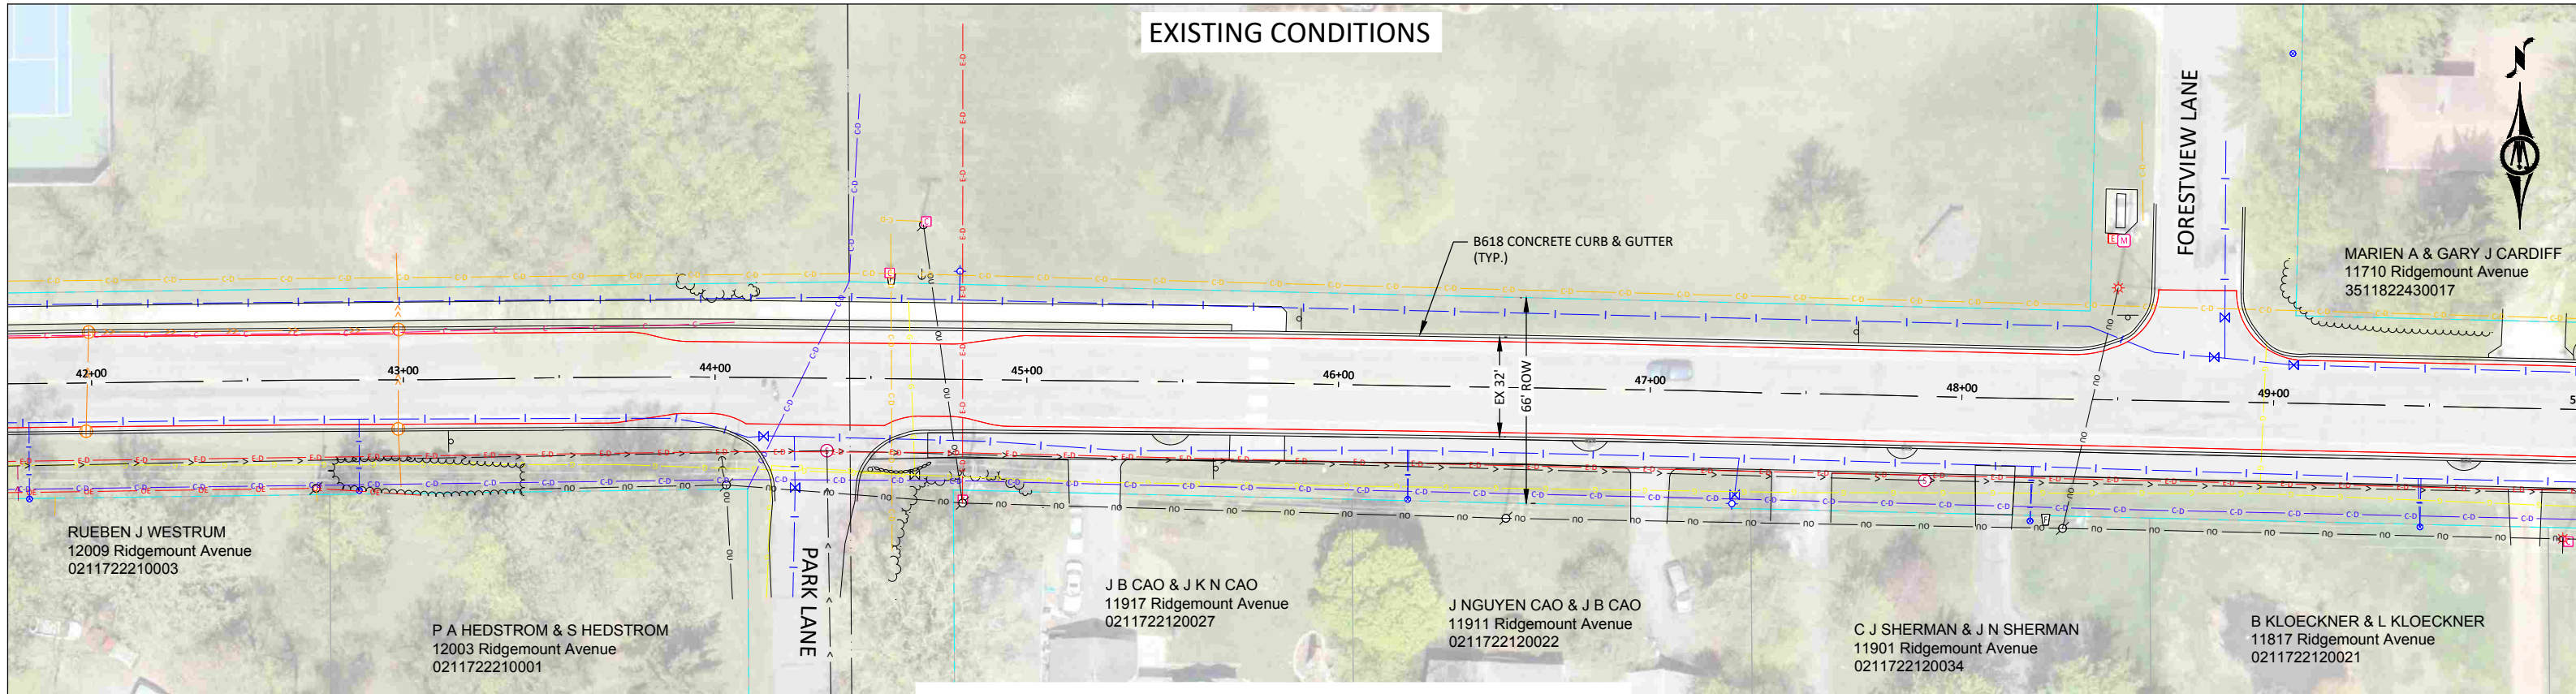 EXISTING CONDITIONS
N
FORESTVIEW LANE
B618 CONCRETE CURB & GUTTER
(TYP.)
MARIEN A & GARY J CARDIFF
11710 Ridgemount Avenue
3511822430017
42+00
43+00
44+00
45+00
46+00
47+00
48+00
49+00
EX 32'
66' ROW
RUEBEN J WESTRUM
12009 Ridgemount Avenue
0211722210003
P A HEDSTROM & S HEDSTROM
12003 Ridgemount Avenue
0211722210001
PARK LANE
J B CAO & J K N CAO
11917 Ridgemount Avenue
0211722120027
J NGUYEN CAO & J B CAO
11911 Ridgemount Avenue
0211722120022
C J SHERMAN & J N SHERMAN
11901 Ridgemount Avenue
0211722120034
B KLOECKNER & L KLOECKNER
11817 Ridgemount Avenue
0211722120021
C-D
E-D
OU
OE
C
M
E
S